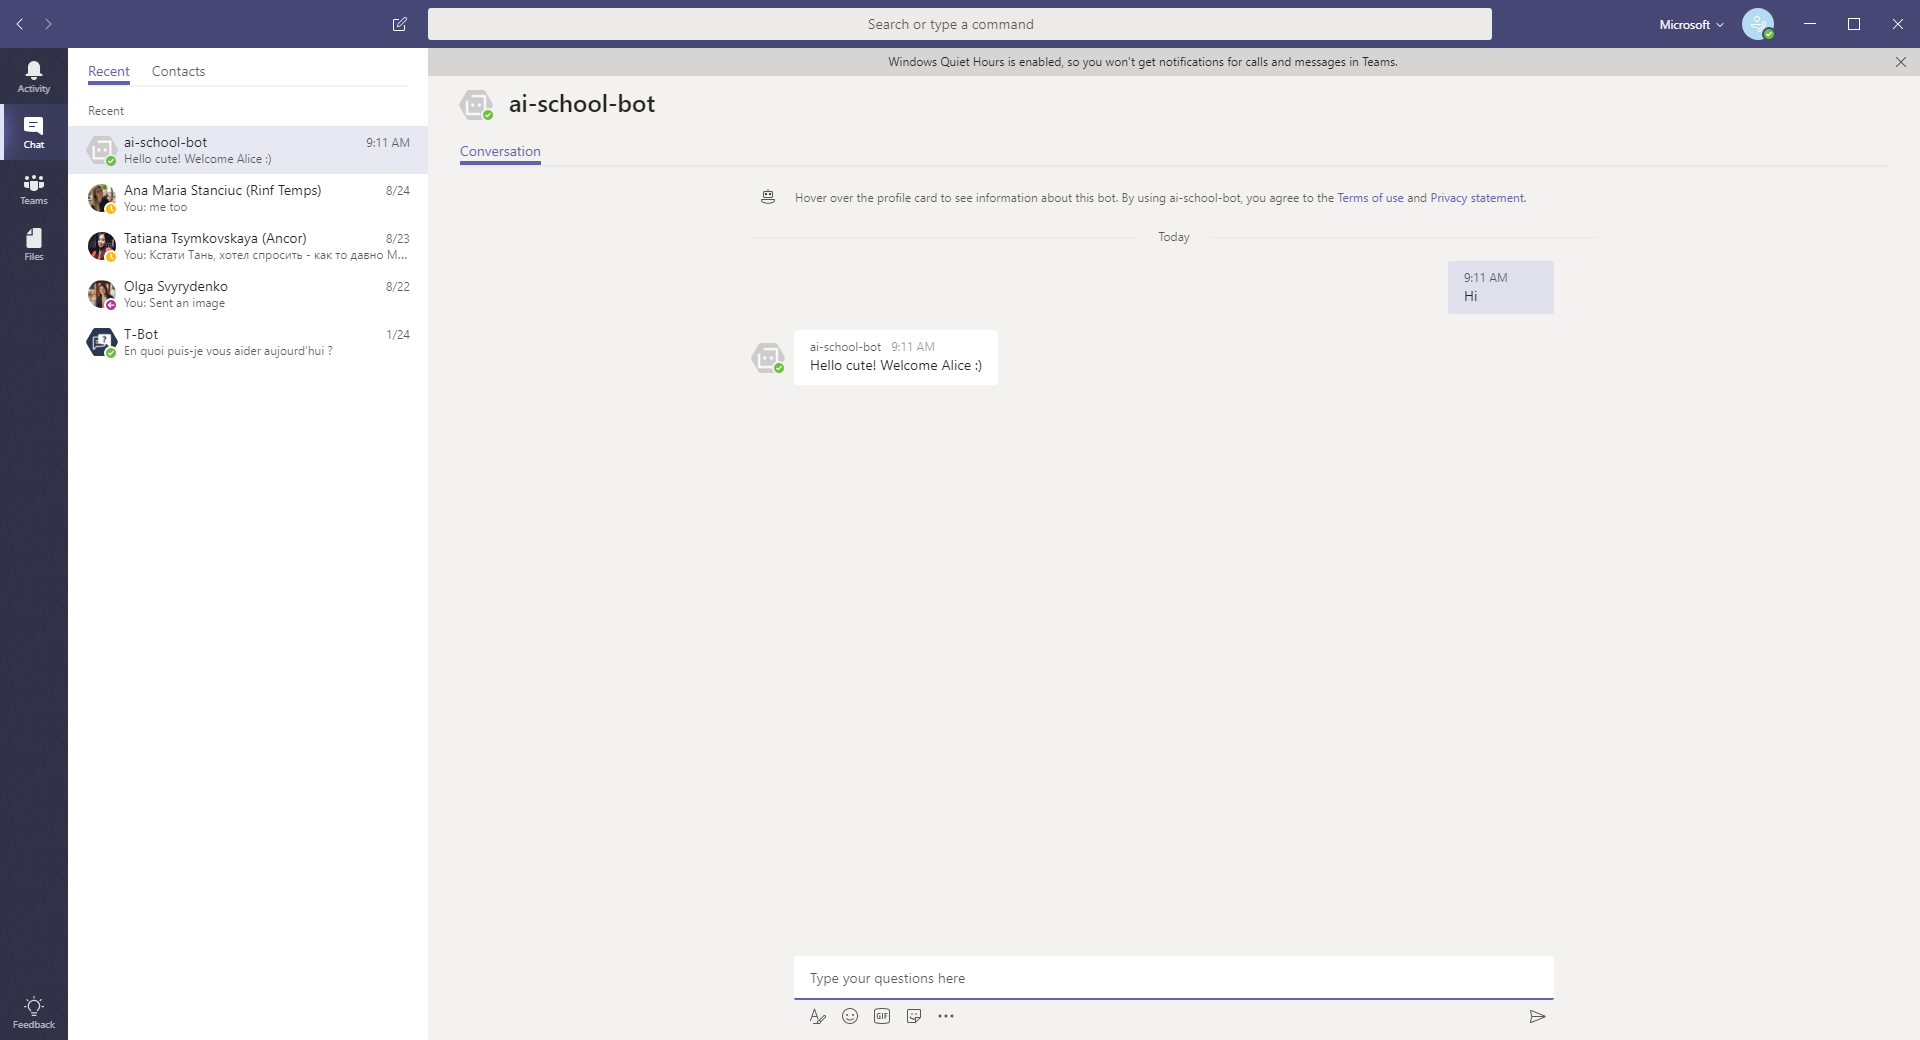 Search or type a command
Microsoft
Activity
Chat
Teams
Files
Feedback
Recent Contacts
Recent
ai-school-bot 9:11 AM
Hello cute! Welcome Alice :)
Ana Maria Stanciuc (Rinf Temps) 8/24
You: me too
Tatiana Tsymkovskaya (Ancor) 8/23
You: Кстати Тань, хотел спросить - как то давно М...
Olga Svyrydenko 8/22
You: Sent an image
T-Bot 1/24
En quoi puis-je vous aider aujourd'hui ?
Windows Quiet Hours is enabled, so you won't get notifications for calls and messages in Teams.
ai-school-bot
Conversation
Hover over the profile card to see information about this bot. By using ai-school-bot, you agree to the Terms of use and Privacy statement.
Today
9:11 AM
Hi
ai-school-bot 9:11 AM
Hello cute! Welcome Alice :)
Type your questions here
GIF